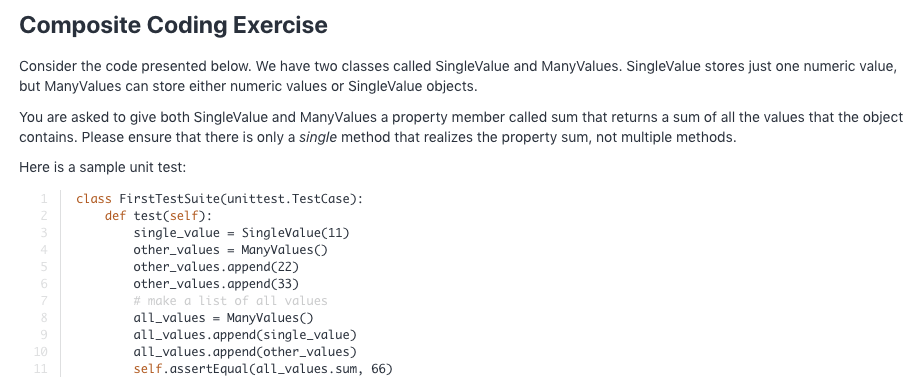 Composite Coding Exercise
Consider the code presented below. We have two classes called SingleValue and ManyValues. SingleValue stores just one numeric value,
but ManyValues can store either numeric values or SingleValue objects.
You are asked to give both SingleValue and ManyValues a property member called sum that returns a sum of all the values that the object
contains. Please ensure that there is only a single method that realizes the property sum, not multiple methods.
Here is a sample unit test:
1 class FirstTestSuite(unittest.TestCase):
2     def test(self):
3         single_value = SingleValue(11)
4         other_values = ManyValues()
5         other_values.append(22)
6         other_values.append(33)
7         # make a list of all values
8         all_values = ManyValues()
9         all_values.append(single_value)
10         all_values.append(other_values)
11         self.assertEqual(all_values.sum, 66)